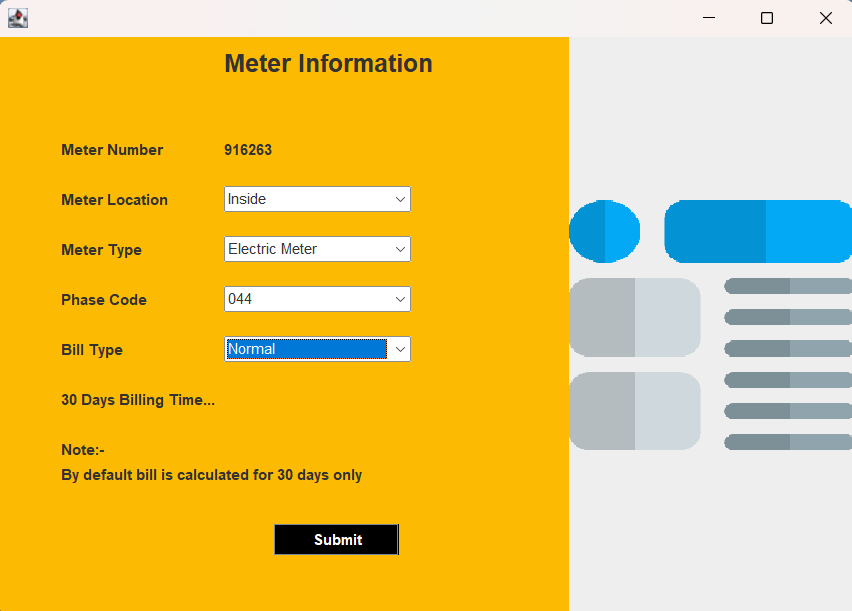 Meter Information
Meter Number 916263
Meter Location Inside
Meter Type Electric Meter
Phase Code 044
Bill Type Normal
30 Days Billing Time...
Note:-
By default bill is calculated for 30 days only
Submit